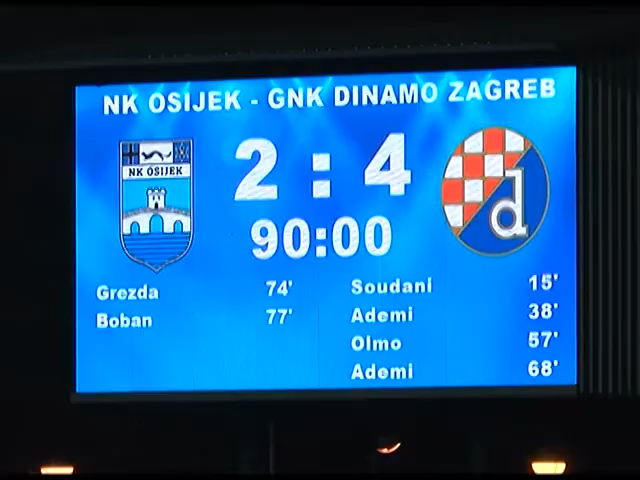 NK OSIJEK - GNK DINAMO ZAGREB
NK OSIJEK
2 : 4
d
90:00
Grezda 74'
Boban 77'
Soudani 15'
Ademi 38'
Olmo 57'
Ademi 68'